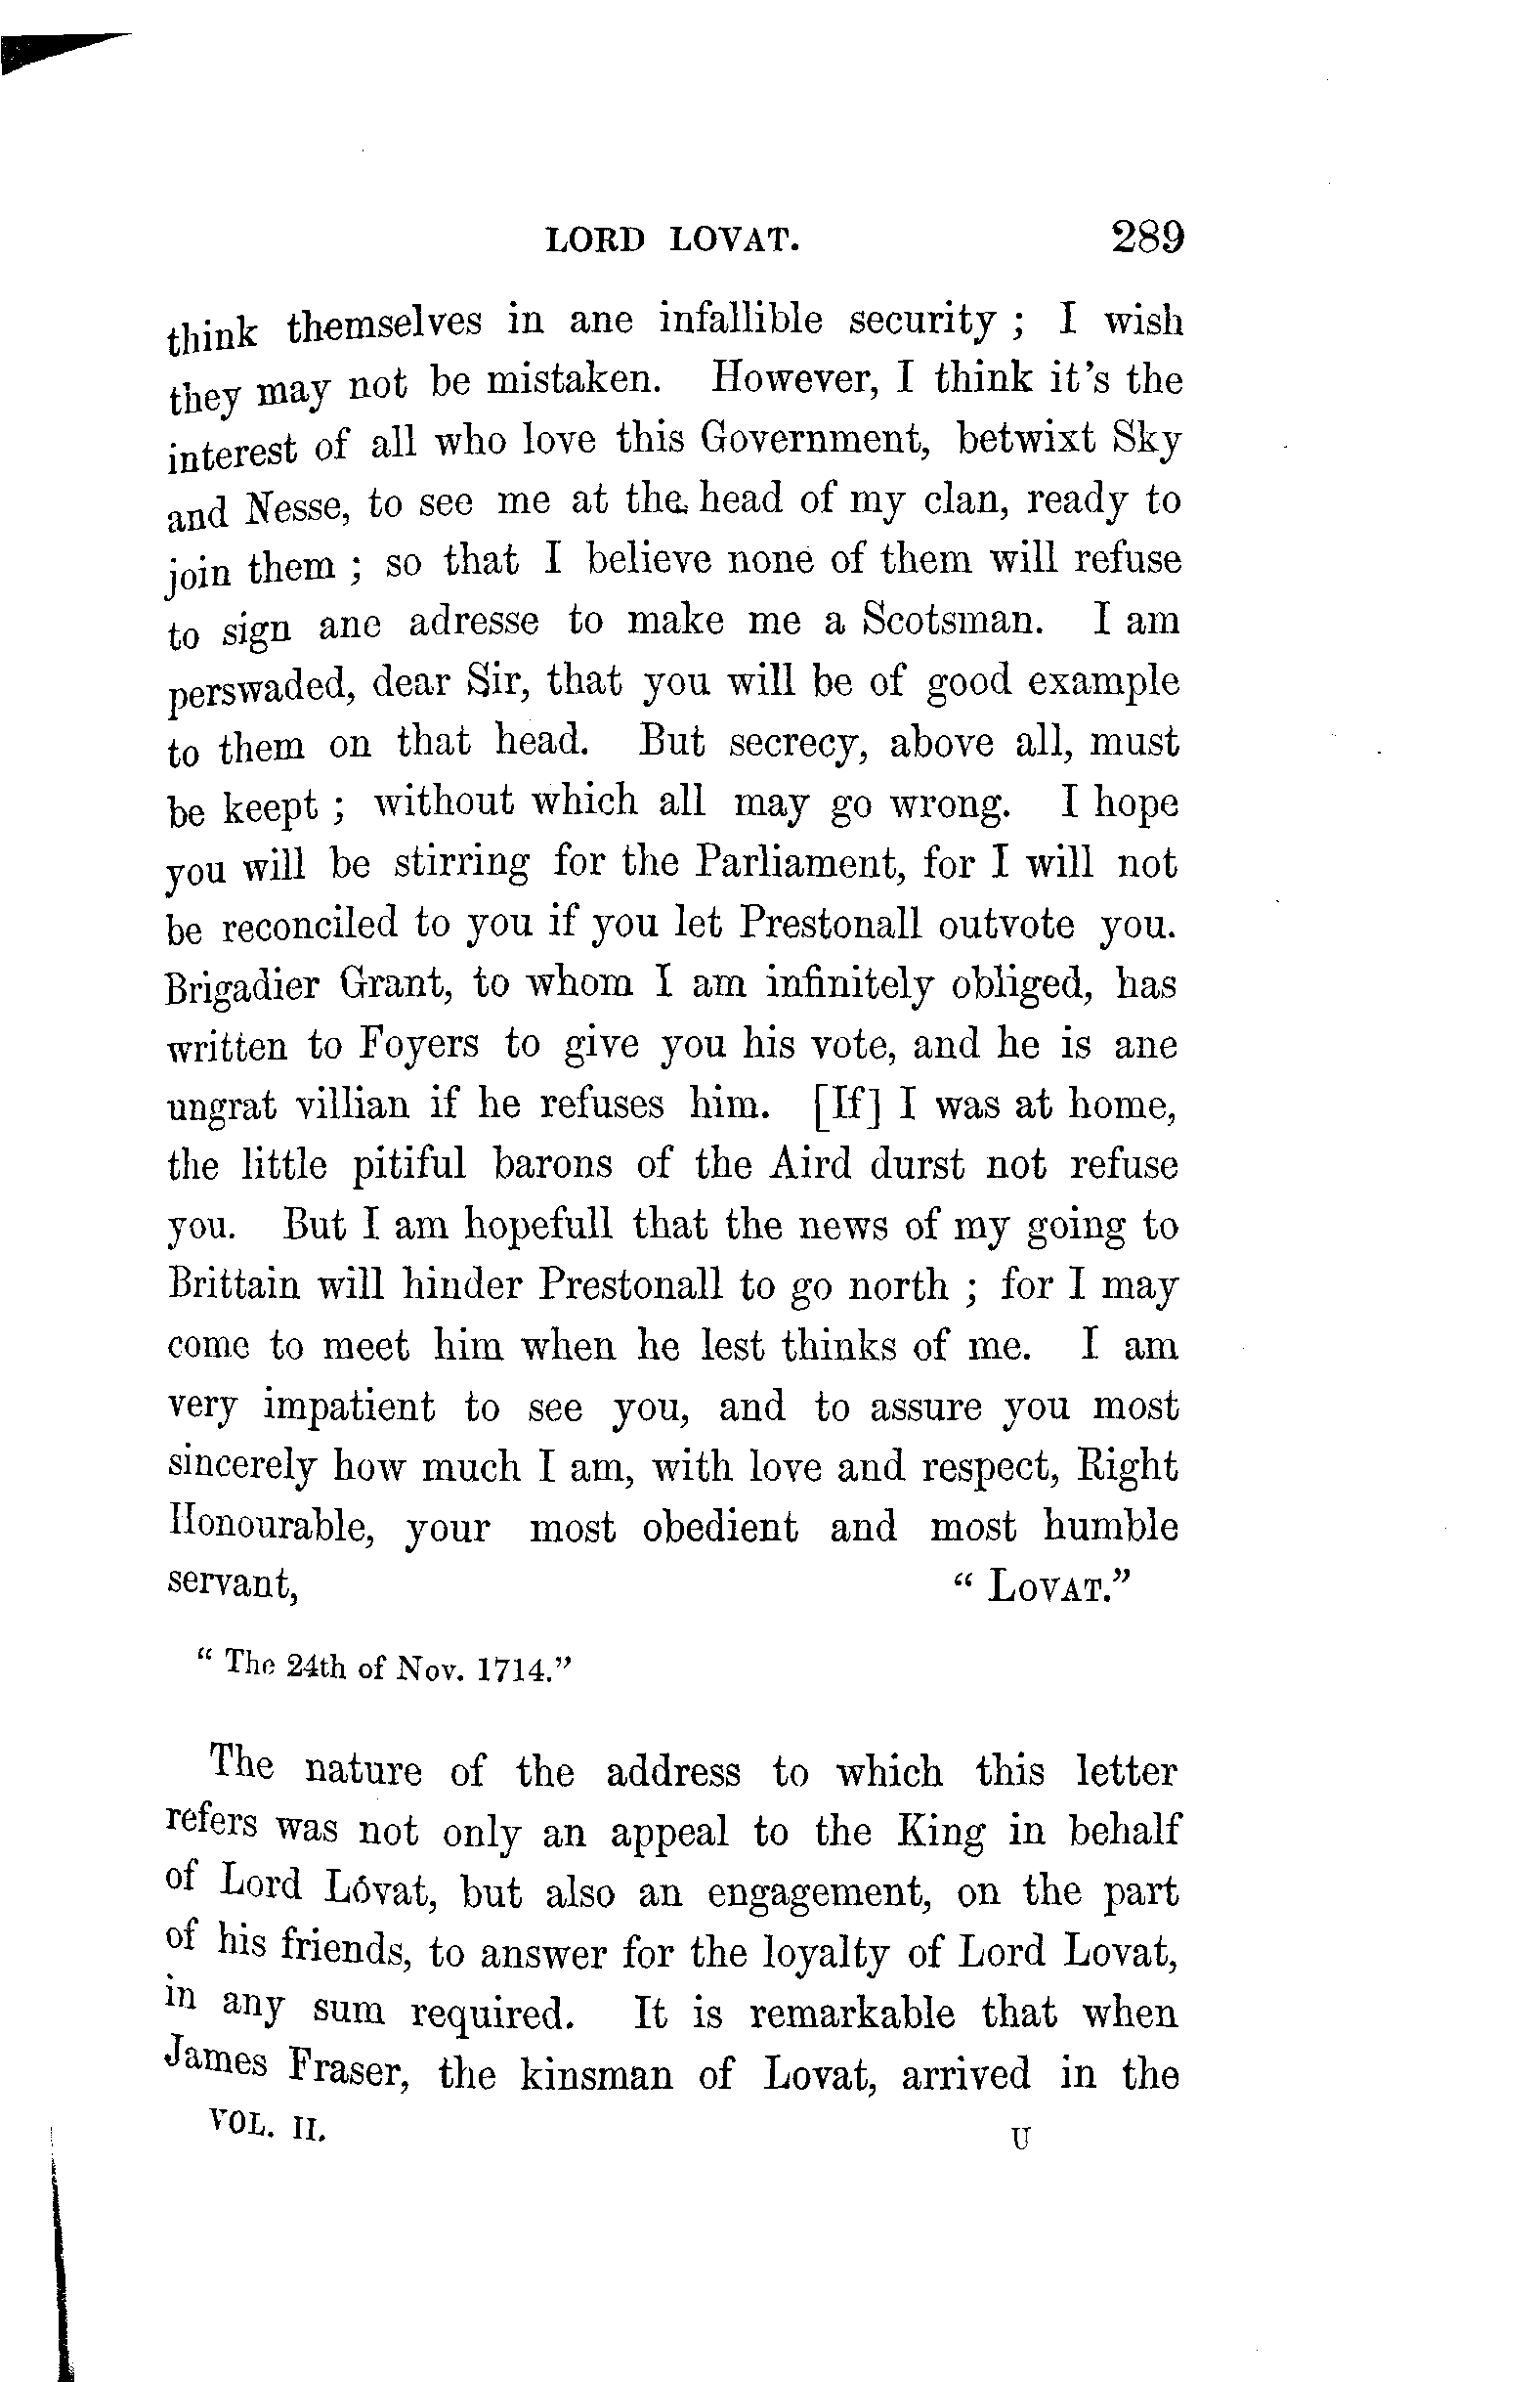 LORD LOVAT. 289
think themselves in ane infallible security ; I wish
they may not be mistaken. However, I think it's the
interest of all who love this Government, betwixt Sky
and Nesse, to see me at the head of my clan, ready to
join them ; so that I believe none of them will refuse
to sign ane adresse to make me a Scotsman. I am
perswaded, dear Sir, that you will be of good example
to them on that head. But secrecy, above all, must
be keept ; without which all may go wrong. I hope
you will be stirring for the Parliament, for I will not
be reconciled to you if you let Prestonall outvote you.
Brigadier Grant, to whom I am infinitely obliged, has
written to Foyers to give you his vote, and he is ane
ungrat villian if he refuses him. [If] I was at home,
the little pitiful barons of the Aird durst not refuse
you. But I am hopefull that the news of my going to
Brittain will hinder Prestonall to go north ; for I may
come to meet him when he lest thinks of me. I am
very impatient to see you, and to assure you most
sincerely how much I am, with love and respect, Right
Honourable, your most obedient and most humble
servant, “ LOVAT.”
“ The 24th of Nov. 1714.”
The nature of the address to which this letter
refers was not only an appeal to the King in behalf
of Lord Lovat, but also an engagement, on the part
of his friends, to answer for the loyalty of Lord Lovat,
in any sum required. It is remarkable that when
James Fraser, the kinsman of Lovat, arrived in the
VOL. II. U